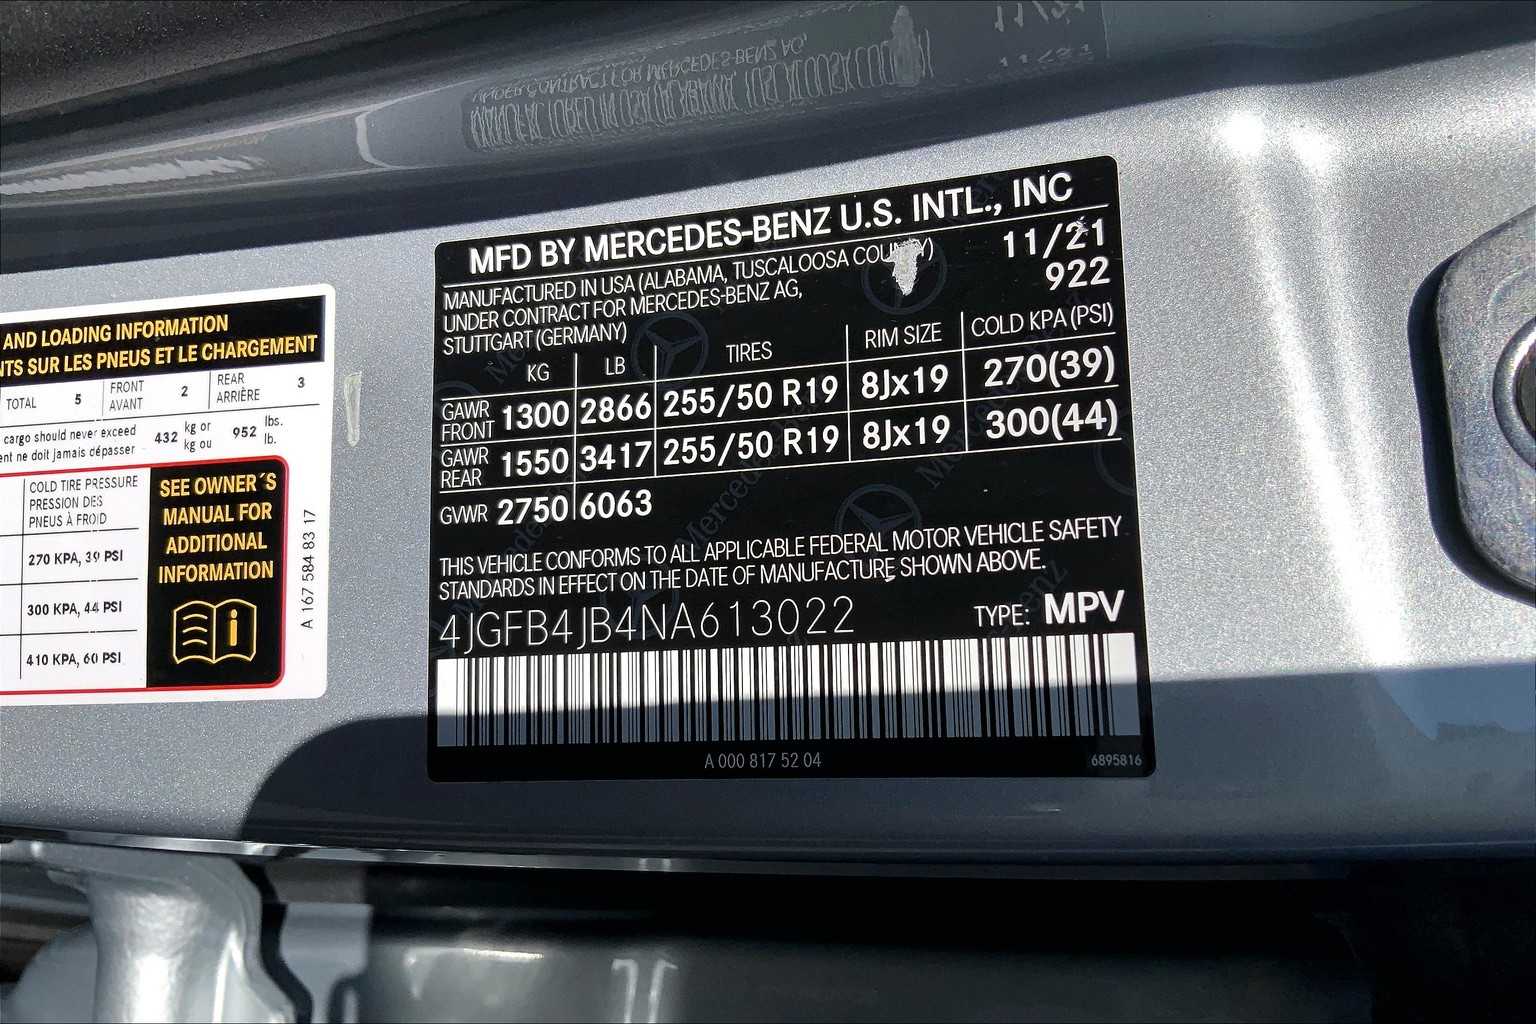 AND LOADING INFORMATION
NTS SUR LES PNEUS ET LE CHARGEMENT
TOTAL 5 FRONT AVANT 2 REAR ARRIÈRE 3
cargo should never exceed 432 kg or 952 lbs.
ent ne doit jamais dépasser kg ou lb.
COLD TIRE PRESSURE
PRESSION DES
PNEUS À FROID
270 KPA, 39 PSI
300 KPA, 44 PSI
410 KPA, 60 PSI
SEE OWNER´S
MANUAL FOR
ADDITIONAL
INFORMATION
A 167 584 83 17
MFD BY MERCEDES-BENZ U.S. INTL., INC
MANUFACTURED IN USA (ALABAMA, TUSCALOOSA COUNTY) 11/21
UNDER CONTRACT FOR MERCEDES-BENZ AG, 922
STUTTGART (GERMANY)
KG LB TIRES RIM SIZE COLD KPA (PSI)
GAWR FRONT 1300 2866 255/50 R19 8Jx19 270(39)
GAWR REAR 1550 3417 255/50 R19 8Jx19 300(44)
GVWR 2750 6063
THIS VEHICLE CONFORMS TO ALL APPLICABLE FEDERAL MOTOR VEHICLE SAFETY
STANDARDS IN EFFECT ON THE DATE OF MANUFACTURE SHOWN ABOVE.
4JGFB4JB4NA613022 TYPE: MPV
A 000 817 52 04 6895816